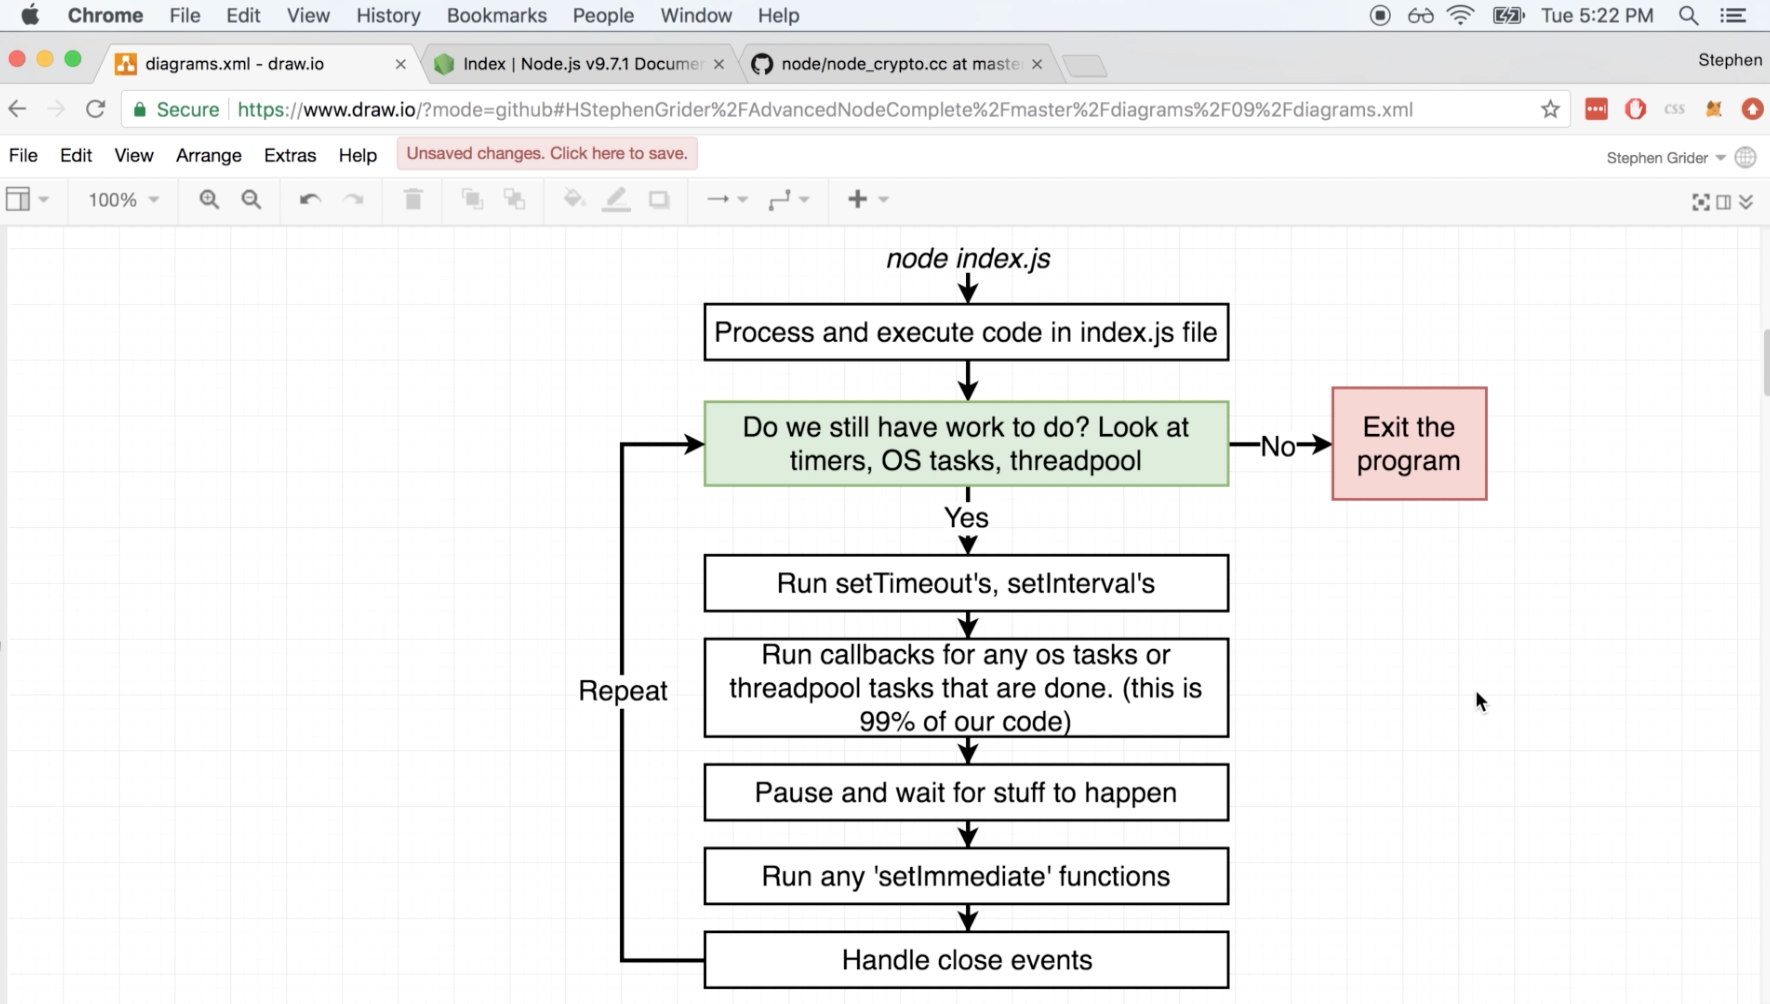 Chrome File Edit View History Bookmarks People Window Help Tue 5:22 PM
diagrams.xml - draw.io
Index | Node.js v9.7.1 Documen
node/node_crypto.cc at maste
Stephen
Secure https://www.draw.io/?mode=github#HStephenGrider%2FAdvancedNodeComplete%2Fmaster%2Fdiagrams%2F09%2Fdiagrams.xml
CSS
File Edit View Arrange Extras Help Unsaved changes. Click here to save. Stephen Grider
100%
node index.js
Process and execute code in index.js file
Do we still have work to do? Look at
timers, OS tasks, threadpool
No
Exit the
program
Yes
Run setTimeout's, setInterval's
Run callbacks for any os tasks or
threadpool tasks that are done. (this is
99% of our code)
Repeat
Pause and wait for stuff to happen
Run any 'setImmediate' functions
Handle close events